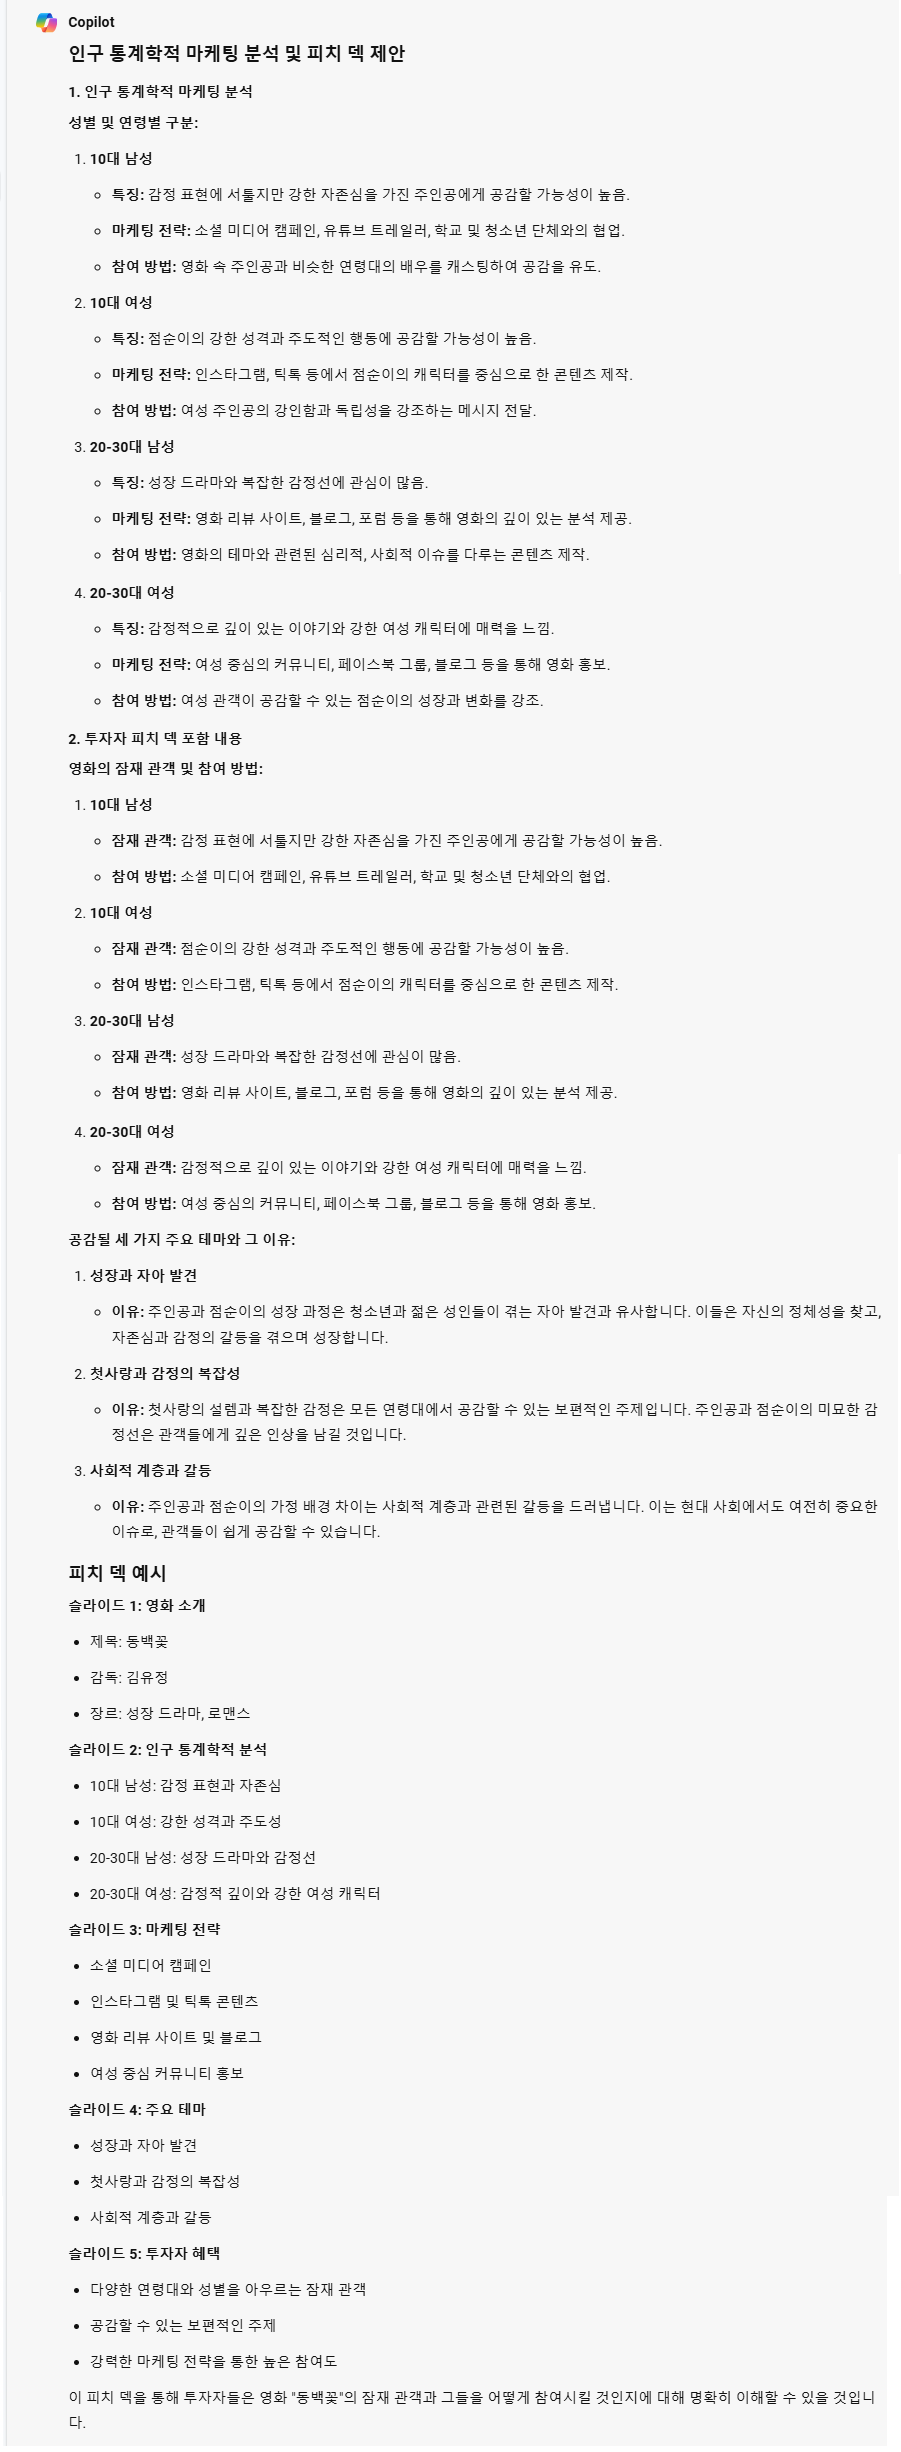 Copilot
인구 통계학적 마케팅 분석 및 피치 덱 제안
1. 인구 통계학적 마케팅 분석
성별 및 연령별 구분:
1. 10대 남성
◦ 특징: 감정 표현에 서툴지만 강한 자존심을 가진 주인공에게 공감할 가능성이 높음.
◦ 마케팅 전략: 소셜 미디어 캠페인, 유튜브 트레일러, 학교 및 청소년 단체와의 협업.
◦ 참여 방법: 영화 속 주인공과 비슷한 연령대의 배우를 캐스팅하여 공감을 유도.
2. 10대 여성
◦ 특징: 점순이의 강한 성격과 주도적인 행동에 공감할 가능성이 높음.
◦ 마케팅 전략: 인스타그램, 틱톡 등에서 점순이의 캐릭터를 중심으로 한 콘텐츠 제작.
◦ 참여 방법: 여성 주인공의 강인함과 독립성을 강조하는 메시지 전달.
3. 20-30대 남성
◦ 특징: 성장 드라마와 복잡한 감정선에 관심이 많음.
◦ 마케팅 전략: 영화 리뷰 사이트, 블로그, 포럼 등을 통해 영화의 깊이 있는 분석 제공.
◦ 참여 방법: 영화의 테마와 관련된 심리적, 사회적 이슈를 다루는 콘텐츠 제작.
4. 20-30대 여성
◦ 특징: 감정적으로 깊이 있는 이야기와 강한 여성 캐릭터에 매력을 느낌.
◦ 마케팅 전략: 여성 중심의 커뮤니티, 페이스북 그룹, 블로그 등을 통해 영화 홍보.
◦ 참여 방법: 여성 관객이 공감할 수 있는 점순이의 성장과 변화를 강조.
2. 투자자 피치 덱 포함 내용
영화의 잠재 관객 및 참여 방법:
1. 10대 남성
◦ 잠재 관객: 감정 표현에 서툴지만 강한 자존심을 가진 주인공에게 공감할 가능성이 높음.
◦ 참여 방법: 소셜 미디어 캠페인, 유튜브 트레일러, 학교 및 청소년 단체와의 협업.
2. 10대 여성
◦ 잠재 관객: 점순이의 강한 성격과 주도적인 행동에 공감할 가능성이 높음.
◦ 참여 방법: 인스타그램, 틱톡 등에서 점순이의 캐릭터를 중심으로 한 콘텐츠 제작.
3. 20-30대 남성
◦ 잠재 관객: 성장 드라마와 복잡한 감정선에 관심이 많음.
◦ 참여 방법: 영화 리뷰 사이트, 블로그, 포럼 등을 통해 영화의 깊이 있는 분석 제공.
4. 20-30대 여성
◦ 잠재 관객: 감정적으로 깊이 있는 이야기와 강한 여성 캐릭터에 매력을 느낌.
◦ 참여 방법: 여성 중심의 커뮤니티, 페이스북 그룹, 블로그 등을 통해 영화 홍보.
공감될 세 가지 주요 테마와 그 이유:
1. 성장과 자아 발견
◦ 이유: 주인공과 점순이의 성장 과정은 청소년과 젊은 성인들이 겪는 자아 발견과 유사합니다. 이들은 자신의 정체성을 찾고,
자존심과 감정의 갈등을 겪으며 성장합니다.
2. 첫사랑과 감정의 복잡성
◦ 이유: 첫사랑의 설렘과 복잡한 감정은 모든 연령대에서 공감할 수 있는 보편적인 주제입니다. 주인공과 점순이의 미묘한 감
정선은 관객들에게 깊은 인상을 남길 것입니다.
3. 사회적 계층과 갈등
◦ 이유: 주인공과 점순이의 가정 배경 차이는 사회적 계층과 관련된 갈등을 드러냅니다. 이는 현대 사회에서도 여전히 중요한
이슈로, 관객들이 쉽게 공감할 수 있습니다.
피치 덱 예시
슬라이드 1: 영화 소개
• 제목: 동백꽃
• 감독: 김유정
• 장르: 성장 드라마, 로맨스
슬라이드 2: 인구 통계학적 분석
• 10대 남성: 감정 표현과 자존심
• 10대 여성: 강한 성격과 주도성
• 20-30대 남성: 성장 드라마와 감정선
• 20-30대 여성: 감정적 깊이와 강한 여성 캐릭터
슬라이드 3: 마케팅 전략
• 소셜 미디어 캠페인
• 인스타그램 및 틱톡 콘텐츠
• 영화 리뷰 사이트 및 블로그
• 여성 중심 커뮤니티 홍보
슬라이드 4: 주요 테마
• 성장과 자아 발견
• 첫사랑과 감정의 복잡성
• 사회적 계층과 갈등
슬라이드 5: 투자자 혜택
• 다양한 연령대와 성별을 아우르는 잠재 관객
• 공감할 수 있는 보편적인 주제
• 강력한 마케팅 전략을 통한 높은 참여도
이 피치 덱을 통해 투자자들은 영화 "동백꽃"의 잠재 관객과 그들을 어떻게 참여시킬 것인지에 대해 명확히 이해할 수 있을 것입니
다.